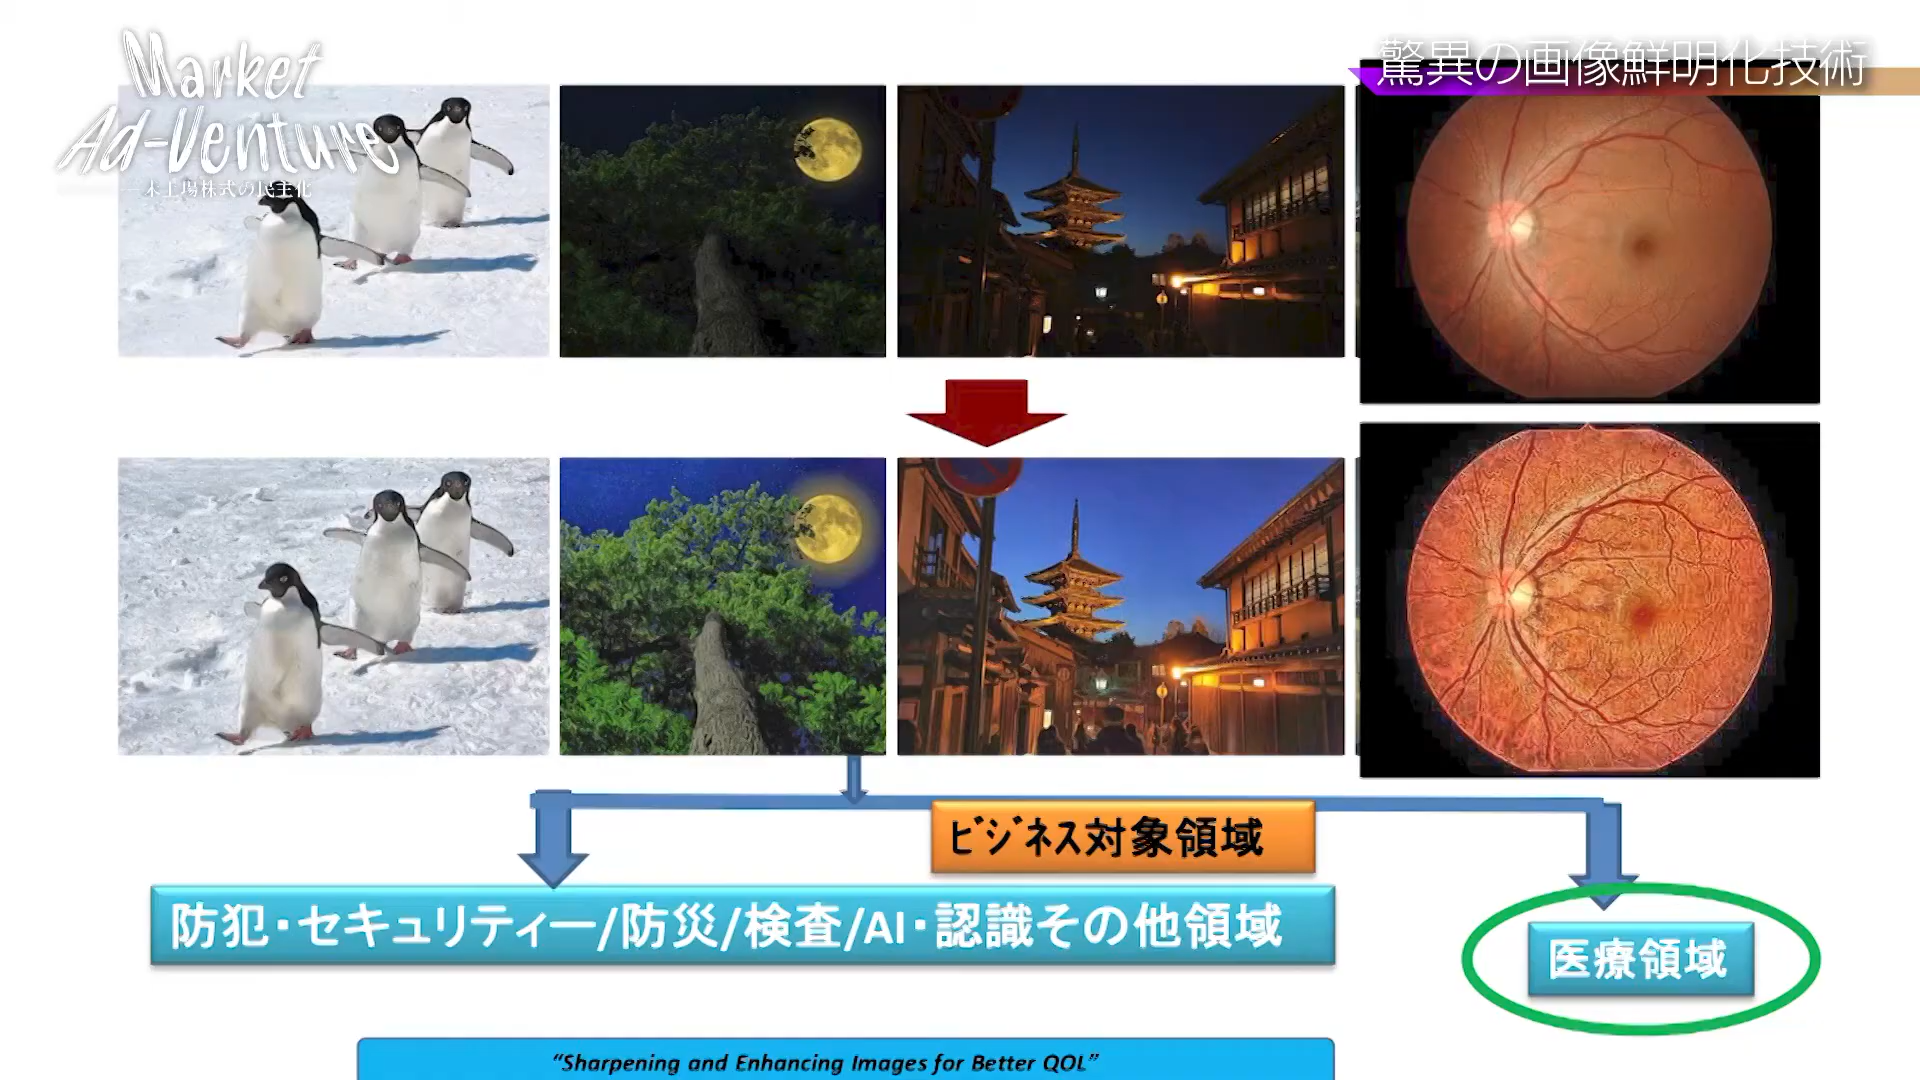 Market
Ad-Venture
驚異の画像鮮明化技術
ﾋﾞｼﾞﾈｽ対象領域
防犯・セキュリティー/防災/検査/AI・認識その他領域
医療領域
“Sharpening and Enhancing Images for Better QOL”